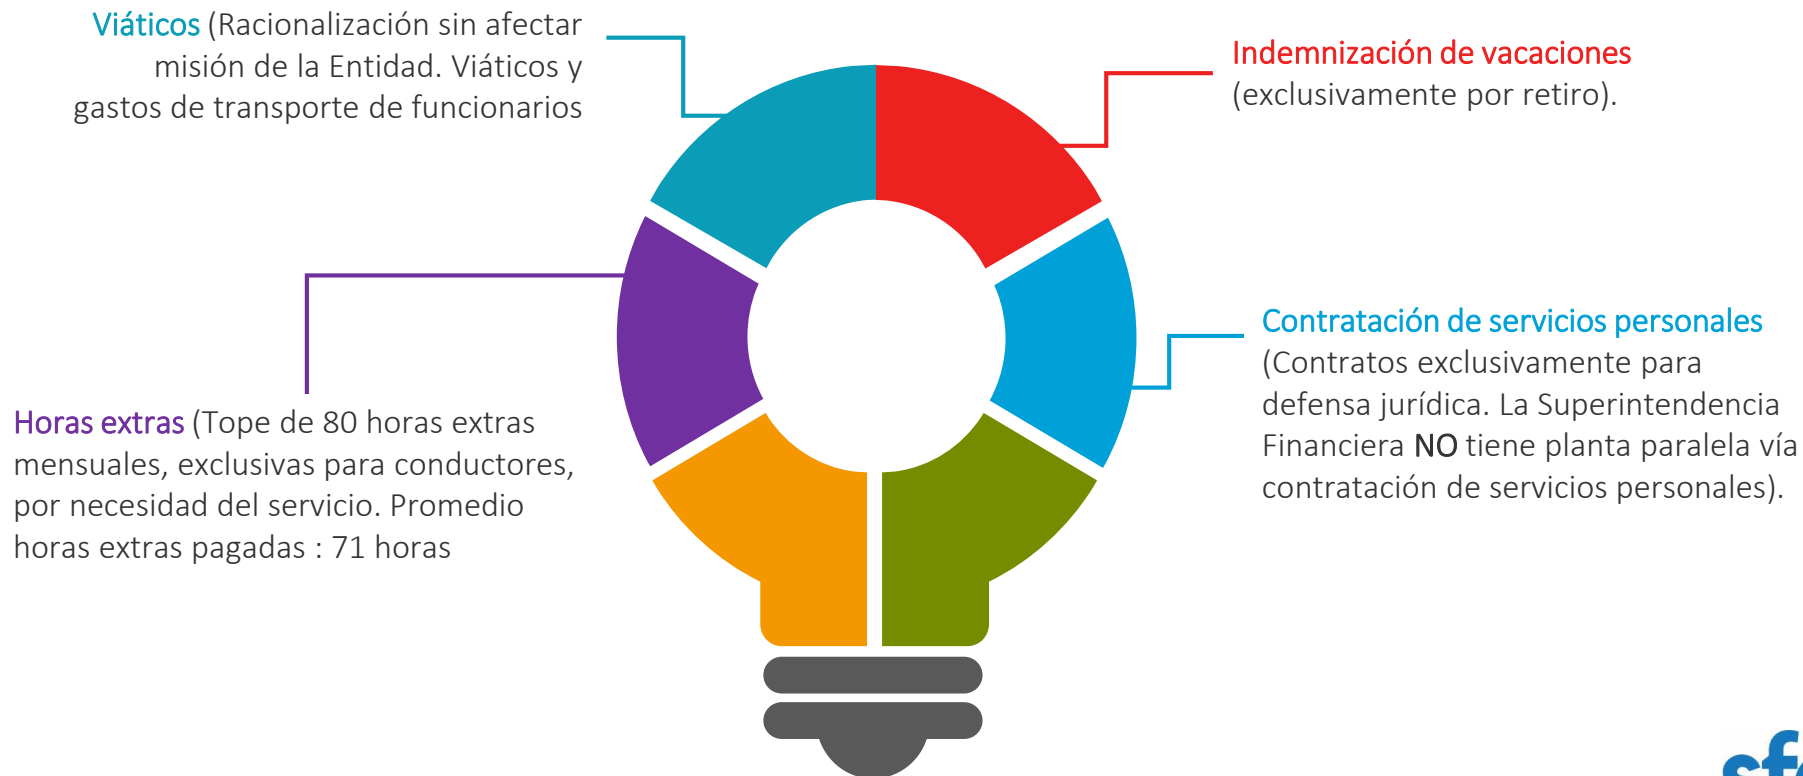 Viáticos (Racionalización sin afectar
misión de la Entidad. Viáticos y
gastos de transporte de funcionarios
Indemnización de vacaciones
(exclusivamente por retiro).
Contratación de servicios personales
(Contratos exclusivamente para
defensa jurídica. La Superintendencia
Financiera NO tiene planta paralela vía
contratación de servicios personales).
Horas extras (Tope de 80 horas extras
mensuales, exclusivas para conductores,
por necesidad del servicio. Promedio
horas extras pagadas : 71 horas